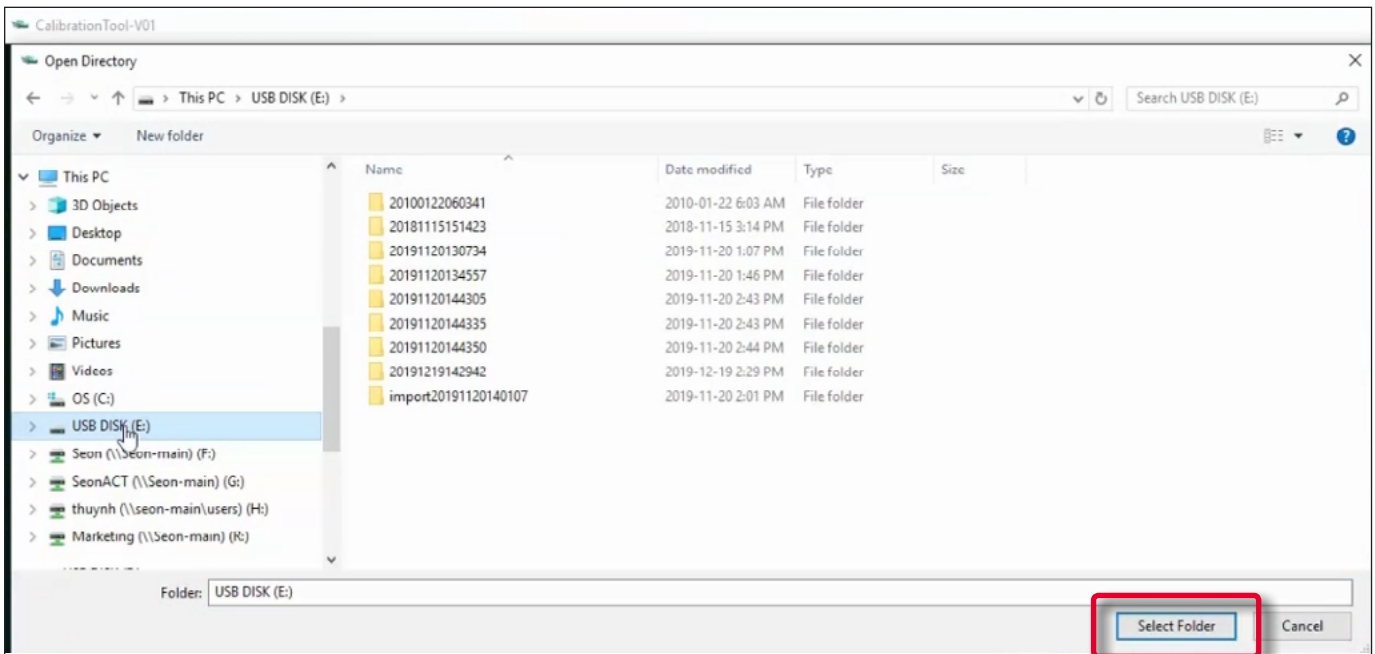 CalibrationTool-V01
Open Directory
This PC > USB DISK (E:) >
Search USB DISK (E:)
Organize
New folder
This PC
3D Objects
Desktop
Documents
Downloads
Music
Pictures
Videos
OS (C:)
USB DISK (E:)
Seon (\\Seon-main) (F:)
SeonACT (\\Seon-main) (G:)
thuynh (\\seon-main\users) (H:)
Marketing (\\Seon-main) (R:)
Name Date modified Type Size
20100122060341 2010-01-22 6:03 AM File folder
20181115151423 2018-11-15 3:14 PM File folder
20191120130734 2019-11-20 1:07 PM File folder
20191120134557 2019-11-20 1:46 PM File folder
20191120144305 2019-11-20 2:43 PM File folder
20191120144335 2019-11-20 2:43 PM File folder
20191120144350 2019-11-20 2:44 PM File folder
20191219142942 2019-12-19 2:29 PM File folder
import20191120140107 2019-11-20 2:01 PM File folder
Folder: USB DISK (E:)
Select Folder
Cancel